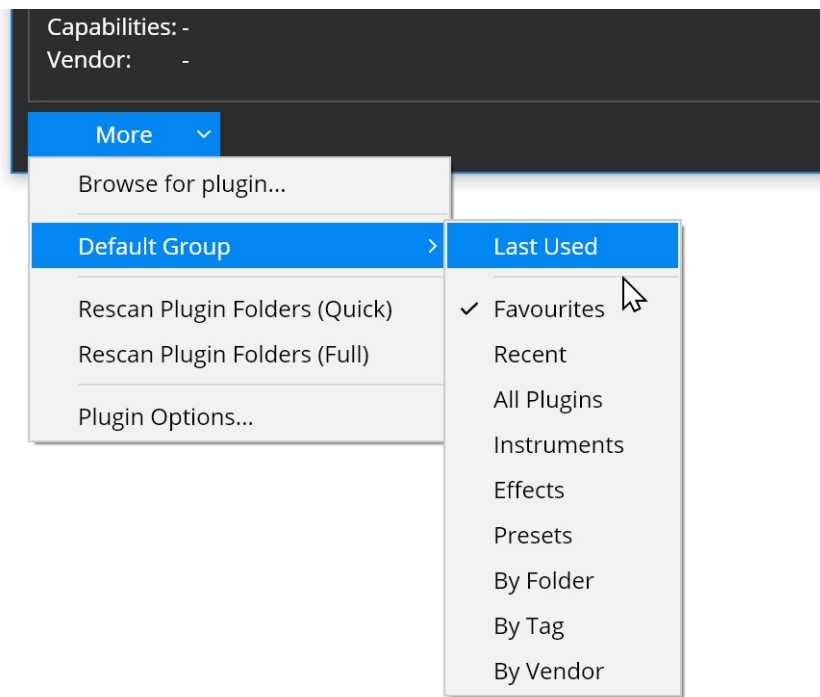 Capabilities: -
Vendor: -
More
Browse for plugin...
Default Group
Rescan Plugin Folders (Quick)
Rescan Plugin Folders (Full)
Plugin Options...
Last Used
Favourites
Recent
All Plugins
Instruments
Effects
Presets
By Folder
By Tag
By Vendor